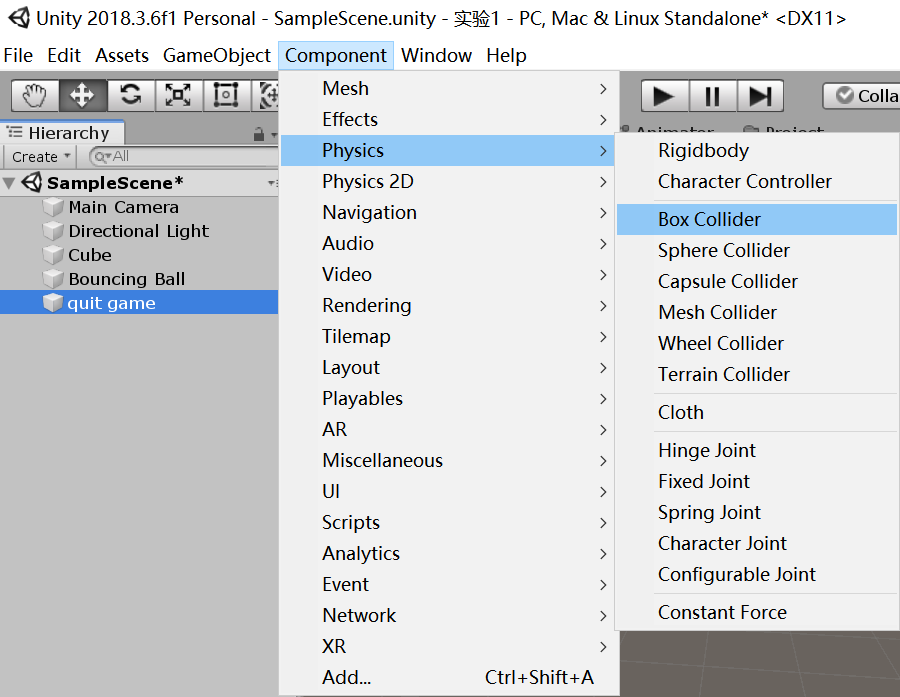 Unity 2018.3.6f1 Personal - SampleScene.unity - 实验1 - PC, Mac & Linux Standalone* <DX11>
File Edit Assets GameObject Component Window Help
Colla
Hierarchy
Create All
SampleScene*
Main Camera
Directional Light
Cube
Bouncing Ball
quit game
Mesh
Effects
Physics
Physics 2D
Navigation
Audio
Video
Rendering
Tilemap
Layout
Playables
AR
Miscellaneous
UI
Scripts
Analytics
Event
Network
XR
Add... Ctrl+Shift+A
Animator Project
Rigidbody
Character Controller
Box Collider
Sphere Collider
Capsule Collider
Mesh Collider
Wheel Collider
Terrain Collider
Cloth
Hinge Joint
Fixed Joint
Spring Joint
Character Joint
Configurable Joint
Constant Force